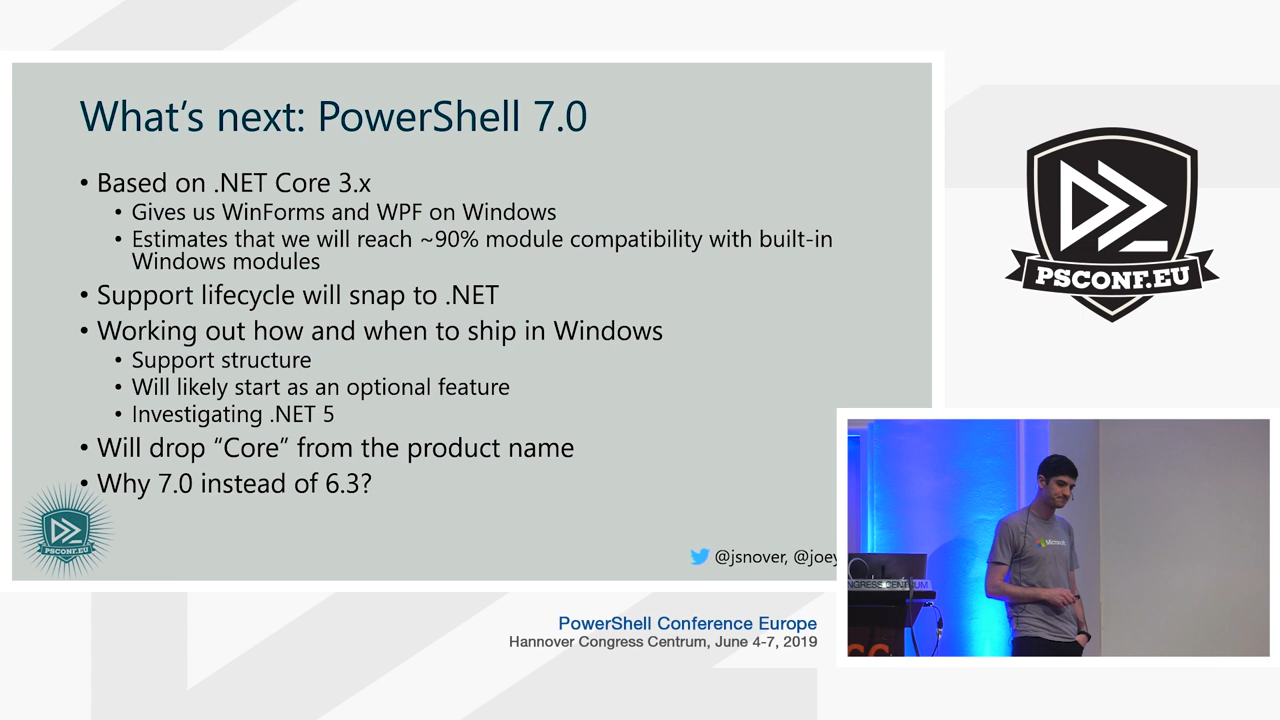 What's next: PowerShell 7.0
• Based on .NET Core 3.x
• Gives us WinForms and WPF on Windows
• Estimates that we will reach ~90% module compatibility with built-in
Windows modules
• Support lifecycle will snap to .NET
• Working out how and when to ship in Windows
• Support structure
• Will likely start as an optional feature
• Investigating .NET 5
• Will drop “Core” from the product name
• Why 7.0 instead of 6.3?
PSCONF.EU
@jsnover, @joey
PSCONF.EU
Microsoft
NGRESS CENTRUM
PowerShell Conference Europe
Hannover Congress Centrum, June 4-7, 2019